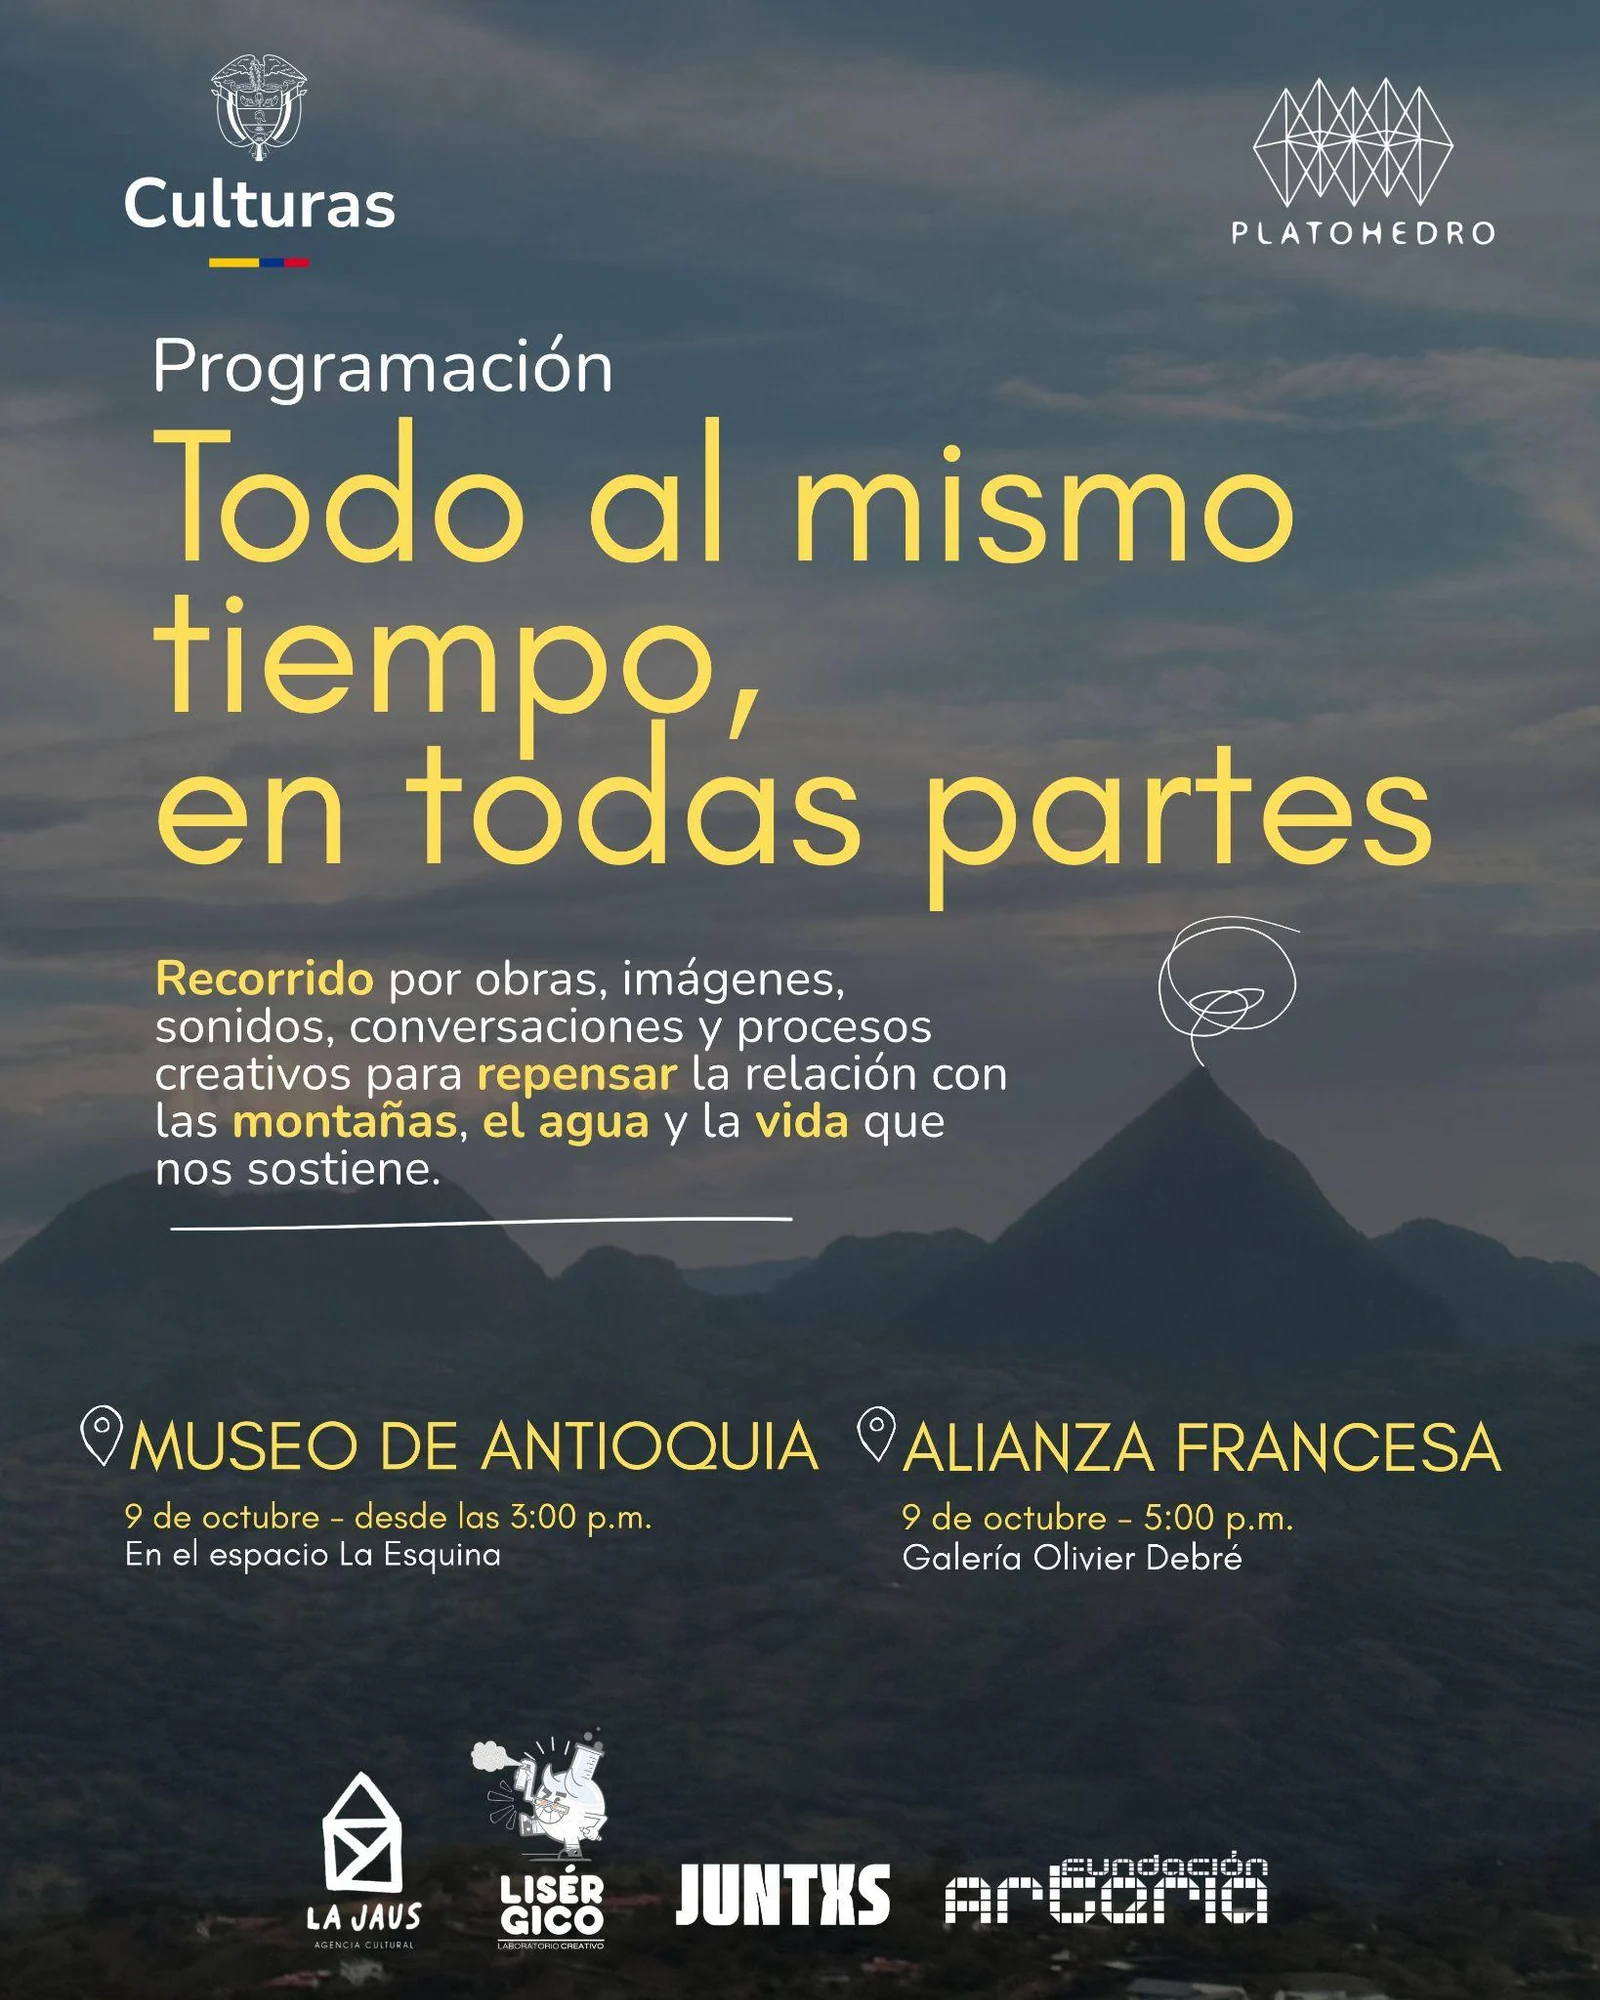 Culturas
PLATOHEDRO
Programación
Todo al mismo
tiempo,
en todas partes
Recorrido por obras, imágenes,
sonidos, conversaciones y procesos
creativos para repensar la relación con
las montañas, el agua y la vida que
nos sostiene.
MUSEO DE ANTIOQUIA
9 de octubre - desde las 3:00 p.m.
En el espacio La Esquina
ALIANZA FRANCESA
9 de octubre - 5:00 p.m.
Galería Olivier Debré
LA JAUS
AGENCIA CULTURAL
LISÉR
GICO
LABORATORIO CREATIVO
JUNTXS
Fundación
Arteria